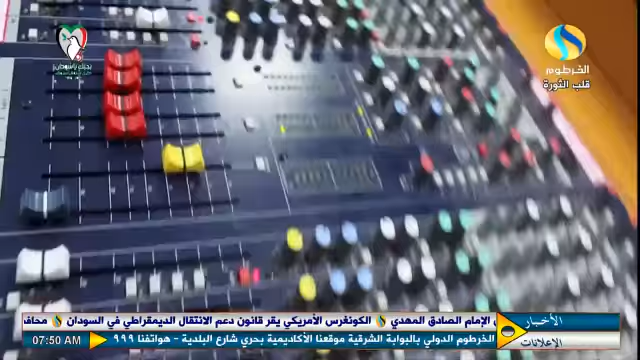 الخرطوم
قلب الثورة
الإمام الصادق المهدي الكونغرس الأمريكي يقر قانون دعم الانتقال الديمقراطي في السودان محاف
الأخبار
الخرطوم الدولي بالبوابة الشرقية موقعنا الأكاديمية بحري شارع البلدية - هواتفنا ٩٩٩
الإعلانات
07:50 AM